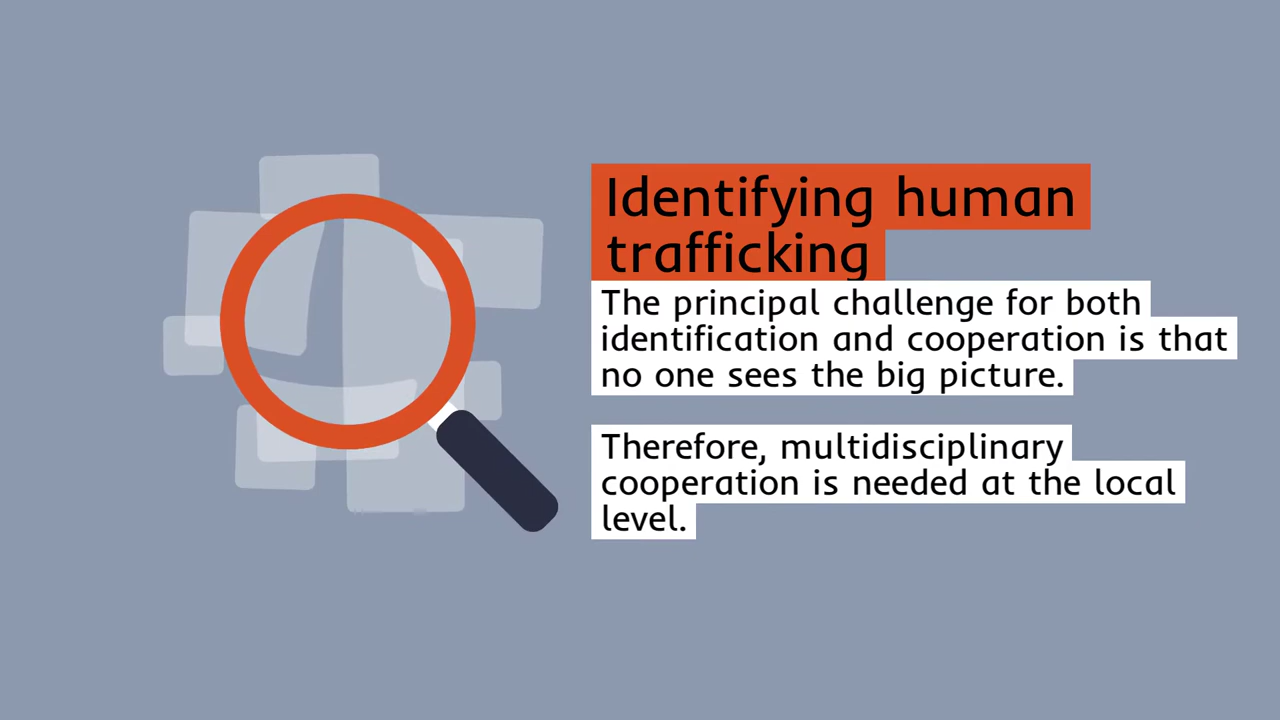 Identifying human
trafficking
The principal challenge for both
identification and cooperation is that
no one sees the big picture.
Therefore, multidisciplinary
cooperation is needed at the local
level.